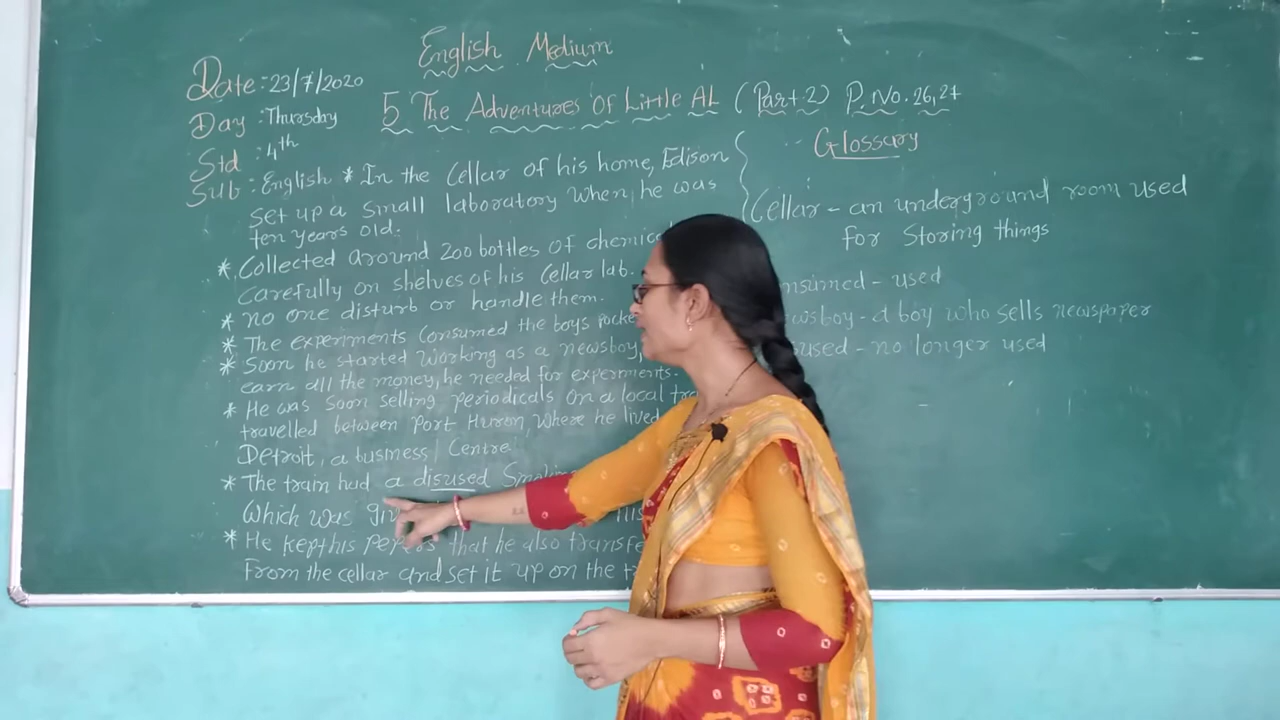 English Medium
Date : 23/7/2020
5 The Adventures Of Little AL (Part 2) P. No. 26, 27
Day : Thursday
Std : 4th
Sub : English
* In the Cellar of his home, Edison
set up a small laboratory when he was
ten years old.
* Collected around 200 bottles of
carefully on shelves of his cellar lab.
* no one disturb or handle them.
* The experiments consumed the boys
* Soon he started working as a newsboy,
earn all the money, he needed for experments.
* He was soon selling periodicals on a local
travelled between Port Huron, where he lived
Detroit, a business Centre
* The train had a disused
Which was
* He kept his that he also
From the cellar and set it up on the
Glossary
Cellar - an underground room used
for storing things
- used
- a boy who sells newspaper
- no longer used